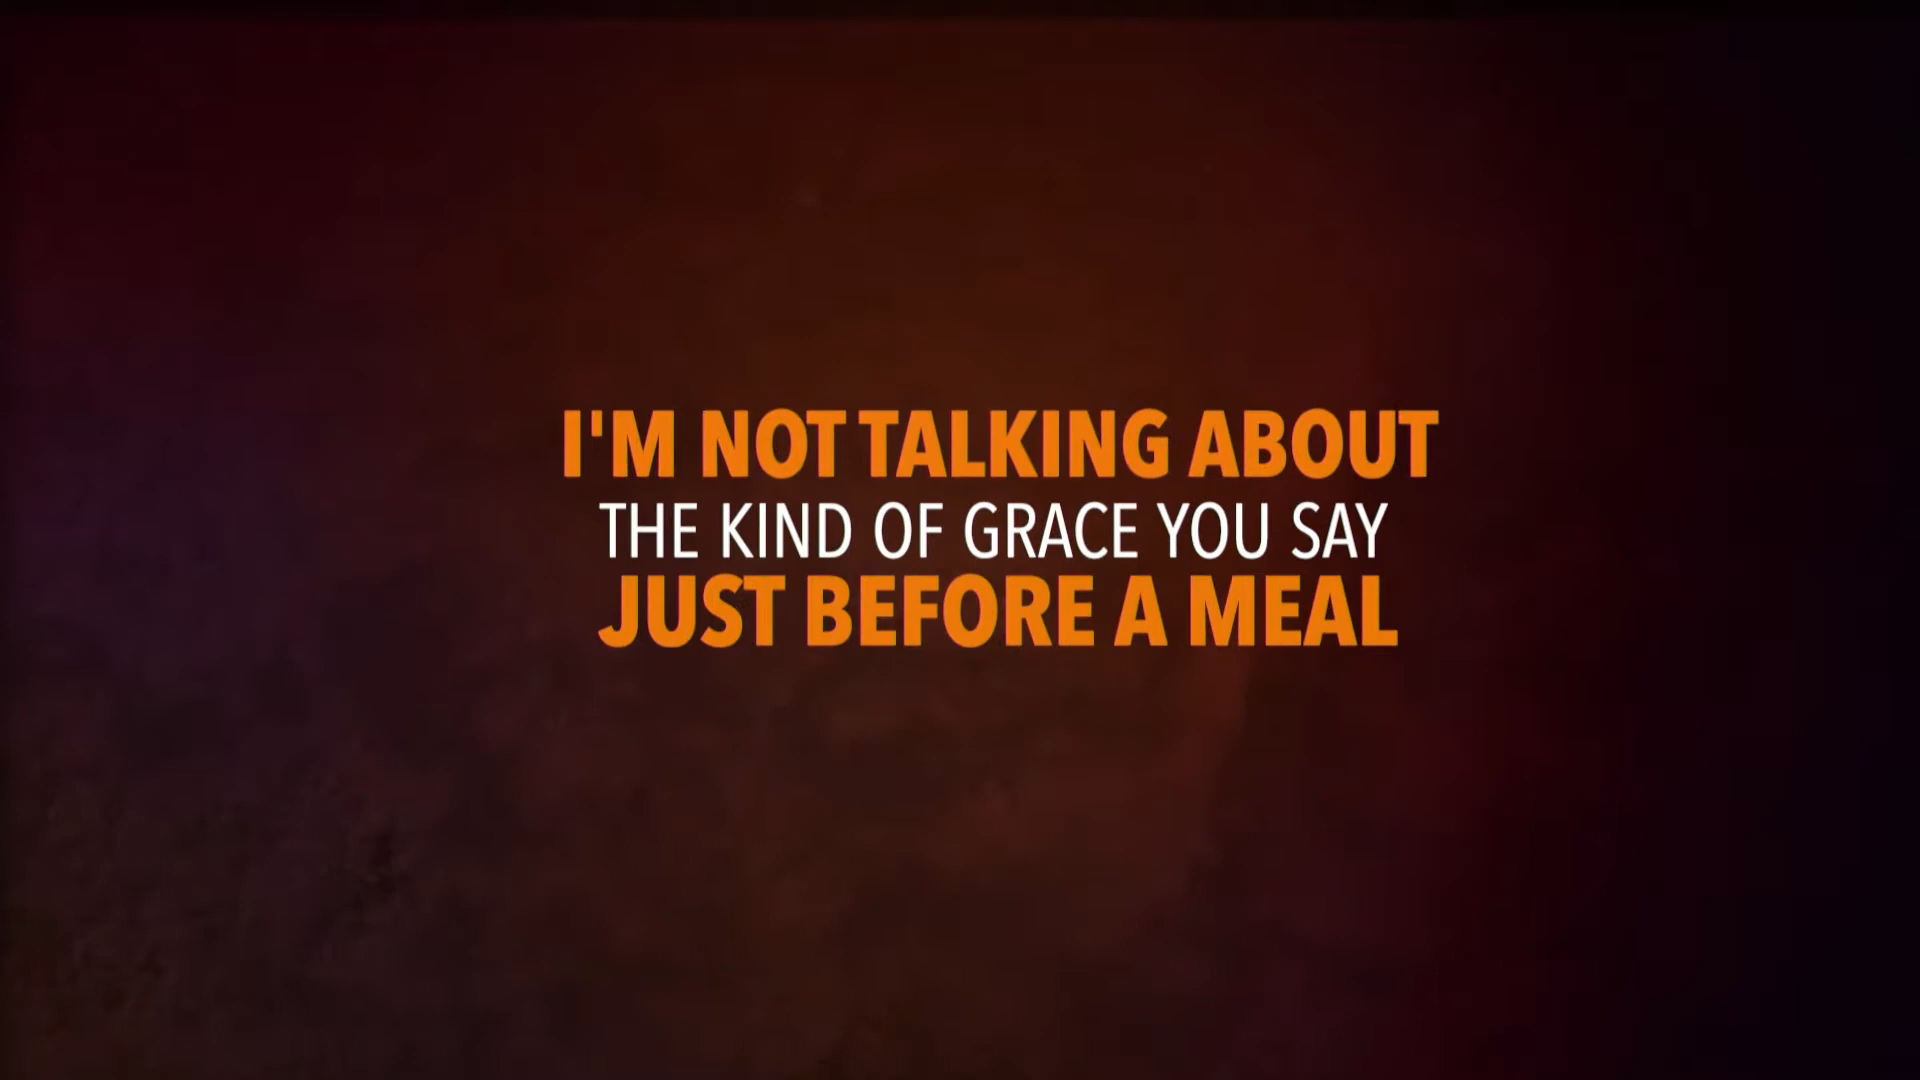 I'M NOT TALKING ABOUT
THE KIND OF GRACE YOU SAY
JUST BEFORE A MEAL